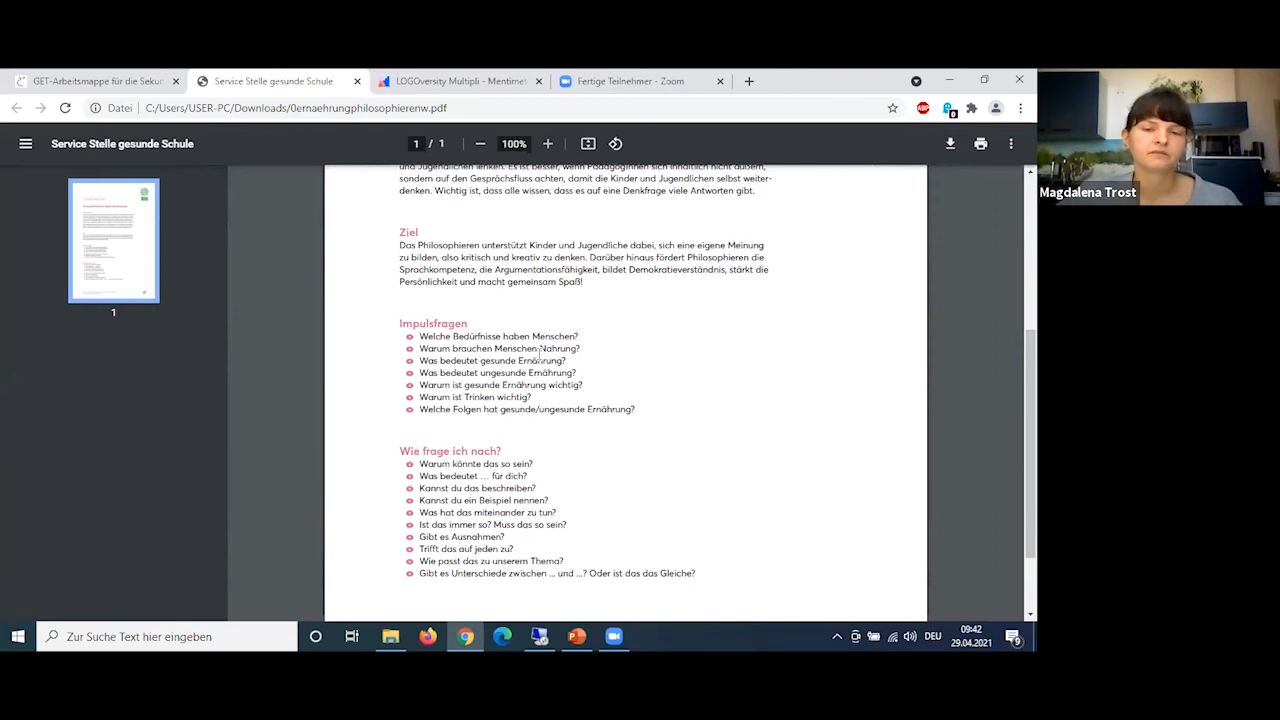 GET-Arbeitsmappe für die Sekur
Service Stelle gesunde Schule
LOGOversity Multipli - Mentimet
Fertige Teilnehmer - Zoom
Datei
C:/Users/USER-PC/Downloads/0ernaehrungphilosophierenw.pdf
ABP
0
Service Stelle gesunde Schule
1 / 1
100%
1
und Jugendlichen lenken. Es ist besser, wenn PädagogInnen sich inhaltlich nicht äußern,
sondern auf den Gesprächsfluss achten, damit die Kinder und Jugendlichen selbst weiter-
denken. Wichtig ist, dass alle wissen, dass es auf eine Denkfrage viele Antworten gibt.
Ziel
Das Philosophieren unterstützt Kinder und Jugendliche dabei, sich eine eigene Meinung
zu bilden, also kritisch und kreativ zu denken. Darüber hinaus fördert Philosophieren die
Sprachkompetenz, die Argumentationsfähigkeit, bildet Demokratieverständnis, stärkt die
Persönlichkeit und macht gemeinsam Spaß!
Impulsfragen
Welche Bedürfnisse haben Menschen?
Warum brauchen Menschen Nahrung?
Was bedeutet gesunde Ernährung?
Was bedeutet ungesunde Ernährung?
Warum ist gesunde Ernährung wichtig?
Warum ist Trinken wichtig?
Welche Folgen hat gesunde/ungesunde Ernährung?
Wie frage ich nach?
Warum könnte das so sein?
Was bedeutet ... für dich?
Kannst du das beschreiben?
Kannst du ein Beispiel nennen?
Was hat das miteinander zu tun?
Ist das immer so? Muss das so sein?
Gibt es Ausnahmen?
Trifft das auf jeden zu?
Wie passt das zu unserem Thema?
Gibt es Unterschiede zwischen ... und ...? Oder ist das das Gleiche?
Magdalena Trost
Zur Suche Text hier eingeben
DEU
09:42
29.04.2021
9